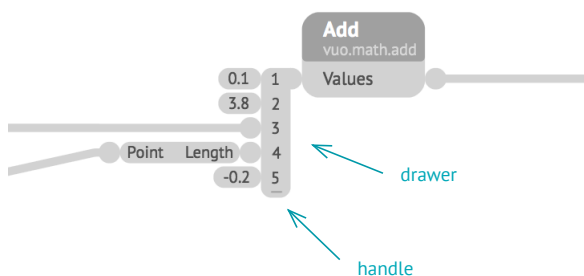 Add
vuo.math.add
Values
0.1 1
3.8 2
3
Point Length 4
-0.2 5
drawer
handle